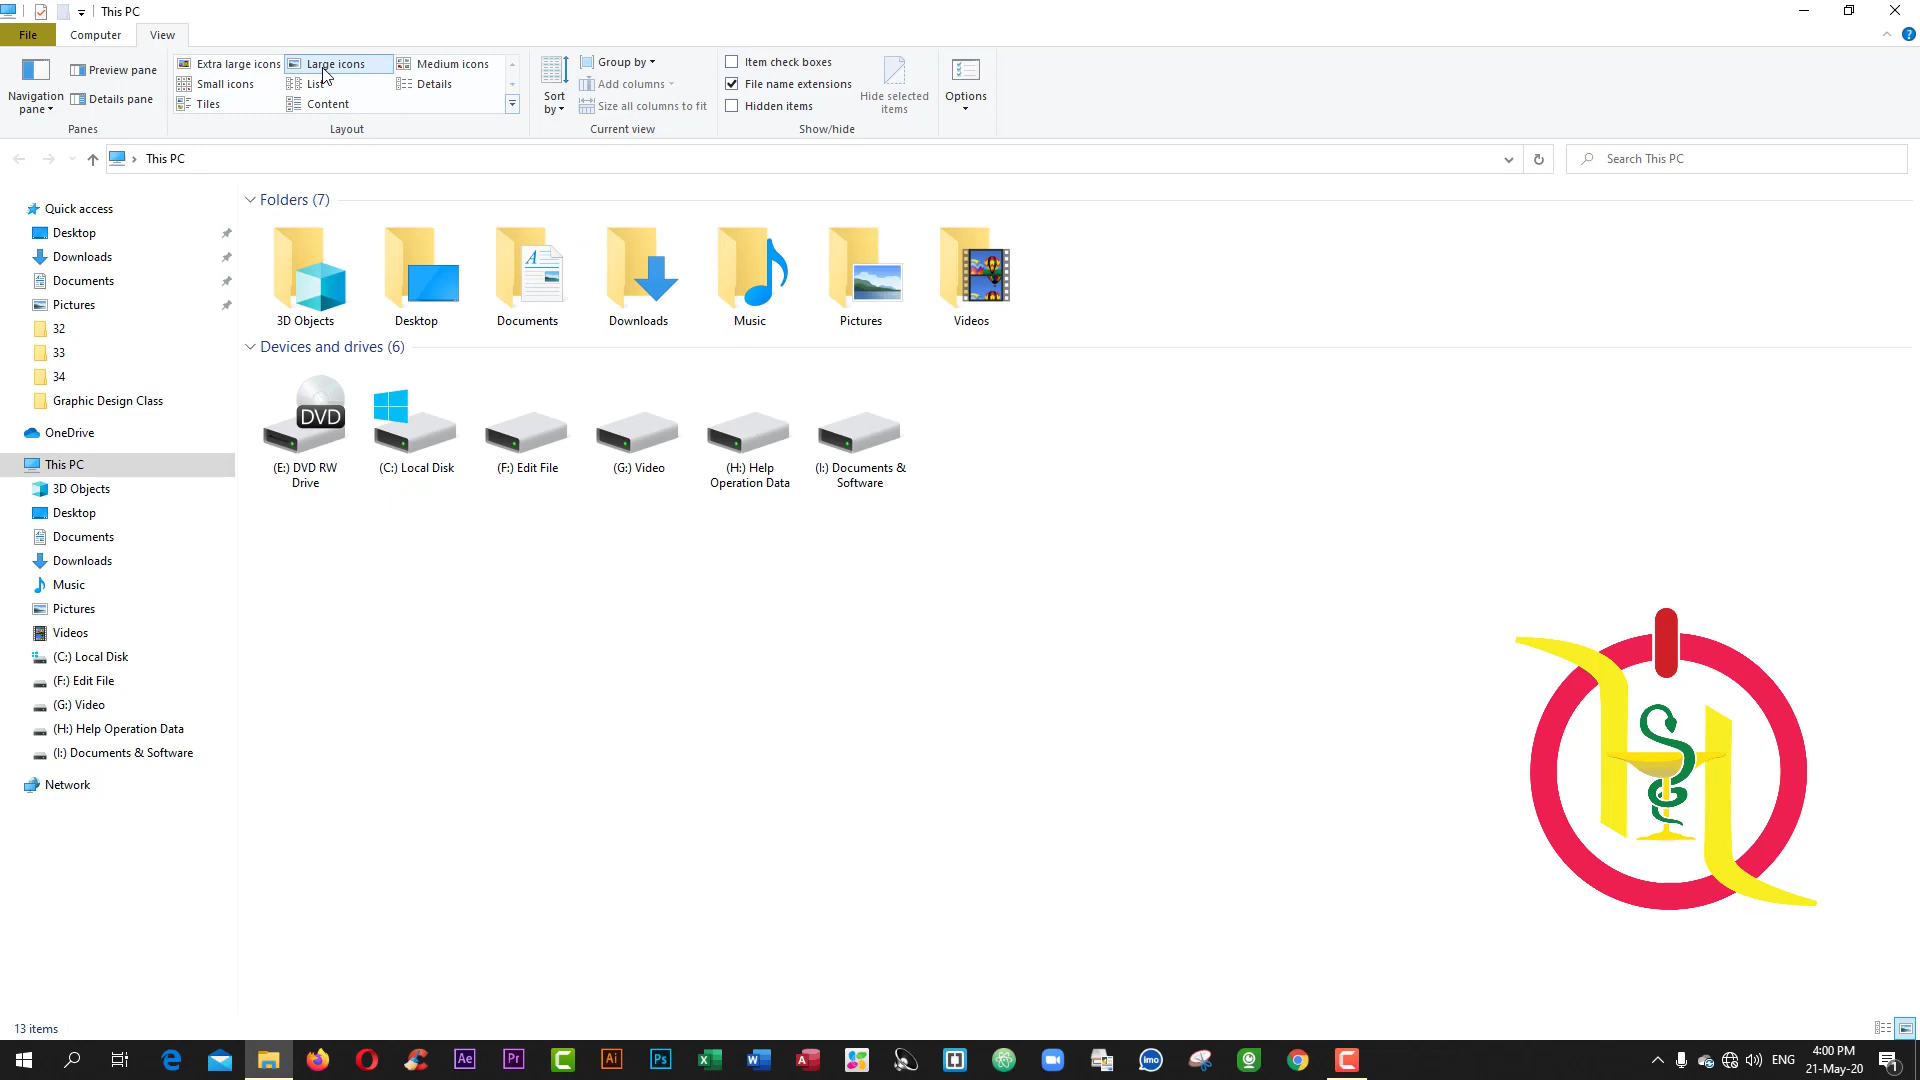 This PC
File
Computer
View
Navigation
pane
Preview pane
Details pane
Panes
Extra large icons
Large icons
Medium icons
Small icons
List
Details
Tiles
Content
Layout
Sort
by
Group by
Add columns
Size all columns to fit
Current view
Item check boxes
File name extensions
Hidden items
Hide selected
items
Show/hide
Options
This PC
Search This PC
Quick access
Desktop
Downloads
Documents
Pictures
32
33
34
Graphic Design Class
OneDrive
This PC
3D Objects
Desktop
Documents
Downloads
Music
Pictures
Videos
(C:) Local Disk
(F:) Edit File
(G:) Video
(H:) Help Operation Data
(I:) Documents & Software
Network
Folders (7)
3D Objects
Desktop
Documents
Downloads
Music
Pictures
Videos
Devices and drives (6)
DVD
(E:) DVD RW
Drive
(C:) Local Disk
(F:) Edit File
(G:) Video
(H:) Help
Operation Data
(I:) Documents &
Software
13 items
Ae
Pr
Ai
Ps
imo
ENG
4:00 PM
21-May-20
1